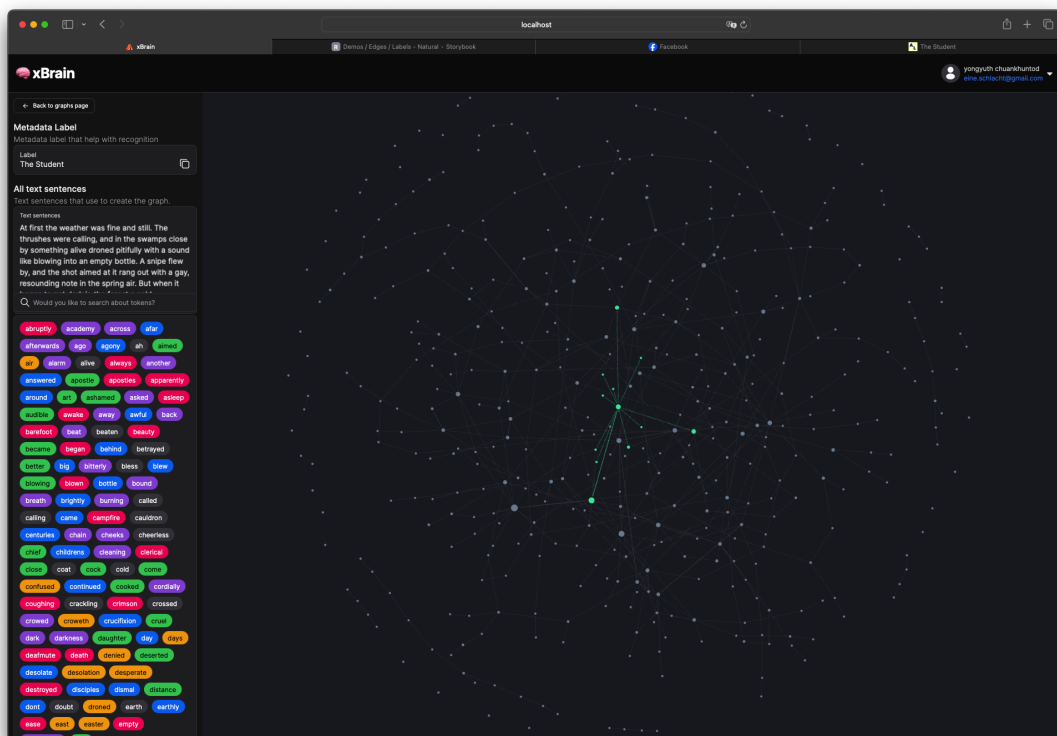 localhost
xBrain
Demos / Edges / Labels - Natural - Storybook
Facebook
The Student
xBrain
yongyuth chuankhuntod
eine.schlacht@gmail.com
← Back to graphs page
Metadata Label
Metadata label that help with recognition
Label
The Student
All text sentences
Text sentences that use to create the graph.
Text sentences
At first the weather was fine and still. The
thrushes were calling, and in the swamps close
by something alive droned pitifully with a sound
like blowing into an empty bottle. A snipe flew
by, and the shot aimed at it rang out with a gay,
resounding note in the spring air. But when it
Would you like to search about tokens?
abruptly academy across afar
afterwards ago agony ah aimed
air alarm alive always another
answered apostle apostles apparently
around art ashamed asked asleep
audible awake away awful back
barefoot beat beaten beauty
became began behind betrayed
better big bitterly bless blew
blowing blown bottle bound
breath brightly burning called
calling came campfire cauldron
centuries chain cheeks cheerless
chief childrens cleaning clerical
close coat cock cold come
confused continued cooked cordially
coughing crackling crimson crossed
crowed croweth crucifixion cruel
dark darkness daughter day days
deafmute death denied deserted
desolate desolation desperate
destroyed disciples dismal distance
dont doubt droned earth earthly
ease east easter empty